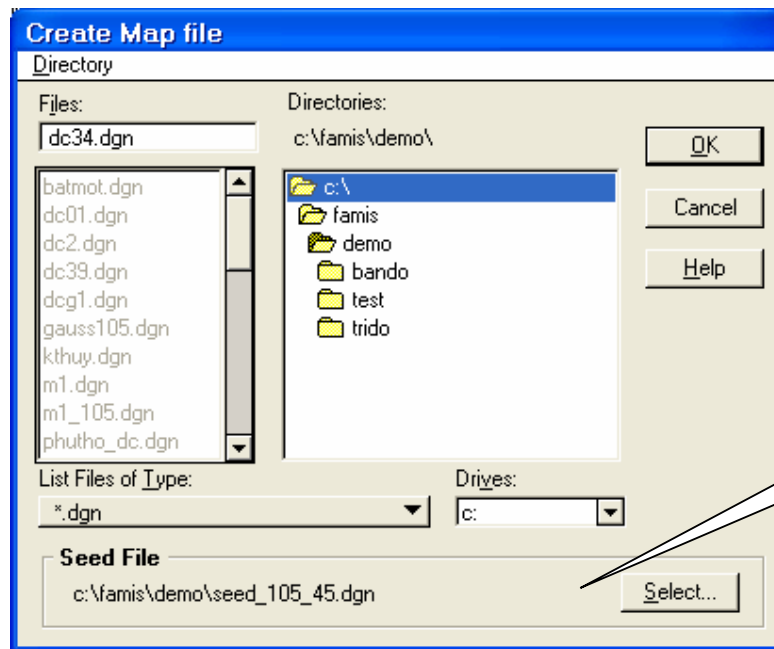 Create Map file
Directory
Files:
dc34.dgn
batmot.dgn
dc01.dgn
dc2.dgn
dc39.dgn
dcg1.dgn
gauss105.dgn
kthuy.dgn
m1.dgn
m1_105.dgn
phutho_dc.dgn
List Files of Type:
*.dgn
Directories:
c:\famis\demo\
c:\
famis
demo
bando
test
trido
Drives:
c:
OK
Cancel
Help
Seed File
c:\famis\demo\seed_105_45.dgn
Select...